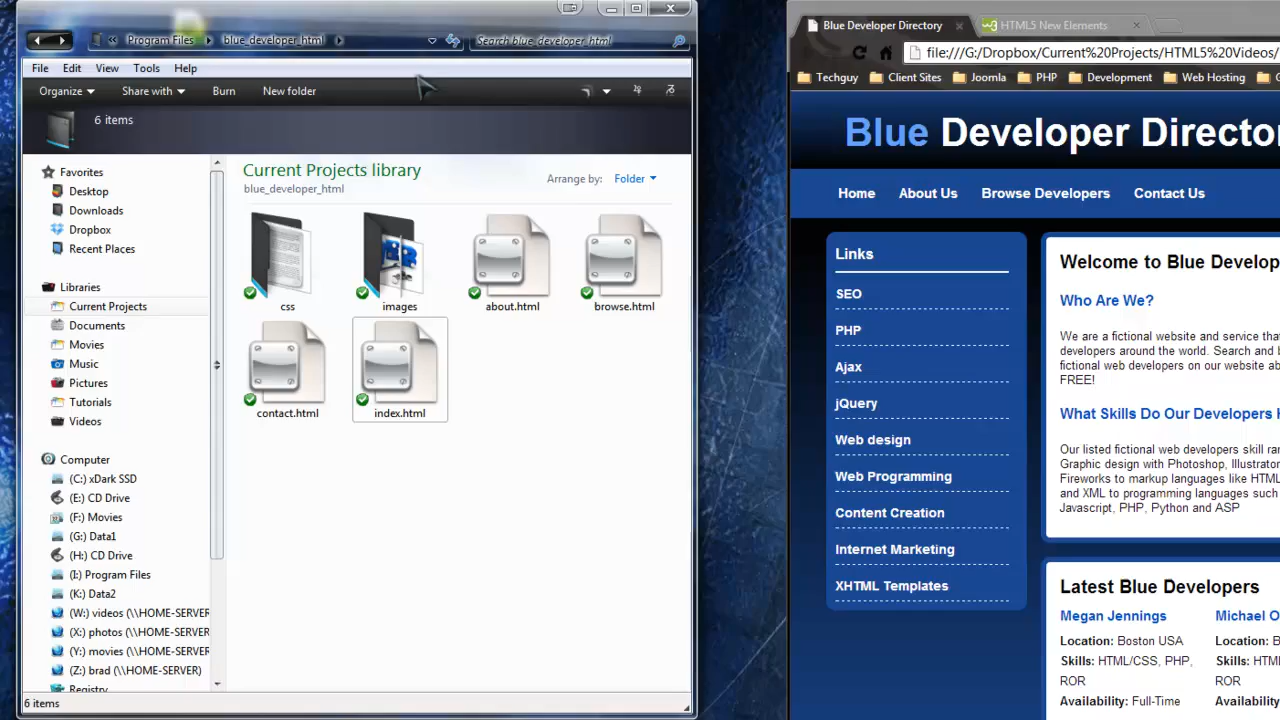 Program Files
blue_developer_html
Search blue_developer_html
File Edit View Tools Help
Organize Share with Burn New folder
6 items
Favorites
Desktop
Downloads
Dropbox
Recent Places
Libraries
Current Projects
Documents
Movies
Music
Pictures
Tutorials
Videos
Computer
(C:) xDark SSD
(E:) CD Drive
(F:) Movies
(G:) Data1
(H:) CD Drive
(I:) Program Files
(K:) Data2
(W:) videos (\\HOME-SERVER
(X:) photos (\\HOME-SERVER
(Y:) movies (\\HOME-SERVER
(Z:) brad (\\HOME-SERVER)
Registry
6 items
Current Projects library
blue_developer_html
Arrange by: Folder
css
images
about.html
browse.html
contact.html
index.html
Blue Developer Directory
HTML5 New Elements
file:///G:/Dropbox/Current%20Projects/HTML5%20Videos/
Techguy Client Sites Joomla PHP Development Web Hosting
Blue Developer Director
Home About Us Browse Developers Contact Us
Links
SEO
PHP
Ajax
jQuery
Web design
Web Programming
Content Creation
Internet Marketing
XHTML Templates
Welcome to Blue Develop
Who Are We?
We are a fictional website and service tha
developers around the world. Search and b
fictional web developers on our website ab
FREE!
What Skills Do Our Developers H
Our listed fictional web developers skill ran
Graphic design with Photoshop, Illustrator
Fireworks to markup languages like HTML
and XML to programming languages such
Javascript, PHP, Python and ASP
Latest Blue Developers
Megan Jennings
Location: Boston USA
Skills: HTML/CSS, PHP,
ROR
Availability: Full-Time
Michael O
Location: B
Skills: HTM
ROR
Availability